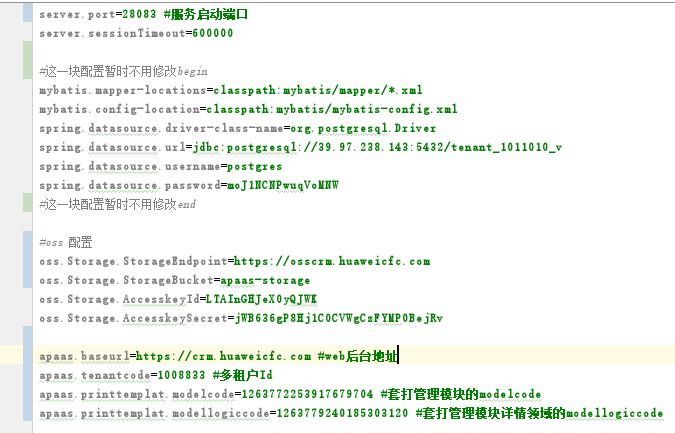 server.port=28083 #服务启动端口
server.sessionTimeout=600000
#这一块配置暂时不用修改begin
mybatis.mapper-locations=classpath:mybatis/mapper/*.xml
mybatis.config-location=classpath:mybatis/mybatis-config.xml
spring.datasource.driver-class-name=org.postgresql.Driver
spring.datasource.url=jdbc:postgresql://39.97.238.143:5432/tenant_1011010_v
spring.datasource.username=postgres
spring.datasource.password=moJ1NCNPwuqVoMNW
#这一块配置暂时不用修改end
#oss 配置
oss.Storage.StorageEndpoint=https://osscrm.huaweicfc.com
oss.Storage.StorageBucket=apaas-storage
oss.Storage.AccesskeyId=LTAInGHJeX0yQJWK
oss.Storage.AccesskeySecret=jWB636gP8Hj1C0CVWgCzFYMP0BejRv
apaas.baseurl=https://crm.huaweicfc.com #web后台地址
apaas.tenantcode=1008833 #多租户Id
apaas.printtemplat.modelcode=1263772253917679704 #套打管理模块的modelcode
apaas.printtemplat.modellogiccode=1263779240185303120 #套打管理模块详情领域的modellogiccode